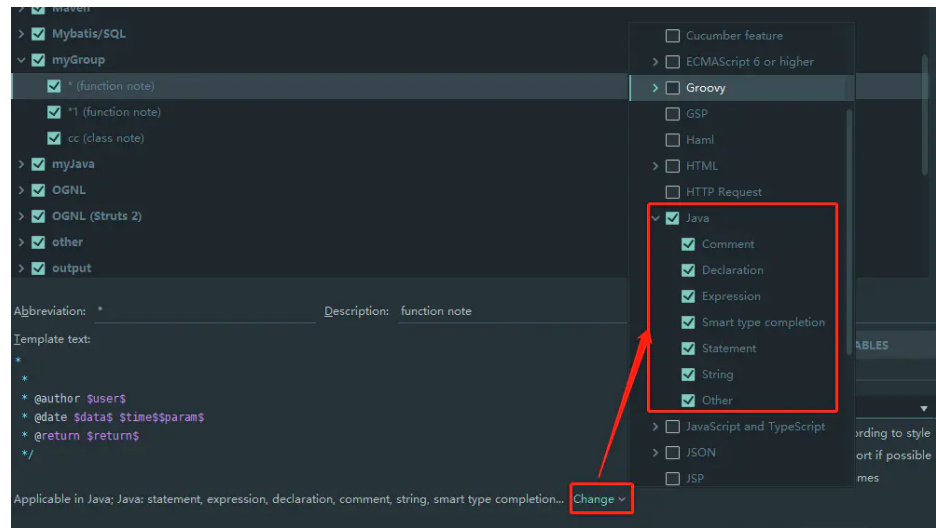 Maven
Mybatis/SQL
myGroup
* (function note)
*1 (function note)
cc (class note)
myJava
OGNL
OGNL (Struts 2)
other
output
Cucumber feature
ECMAScript 6 or higher
Groovy
GSP
Haml
HTML
HTTP Request
Java
Comment
Declaration
Expression
Smart type completion
Statement
String
Other
JavaScript and TypeScript
JSON
JSP
Abbreviation: *
Description: function note
Template text:
*
*
* @author $user$
* @date $data$ $time$$param$
* @return $return$
*/
ABLES
ording to style
ort if possible
mes
Applicable in Java; Java: statement, expression, declaration, comment, string, smart type completion... Change